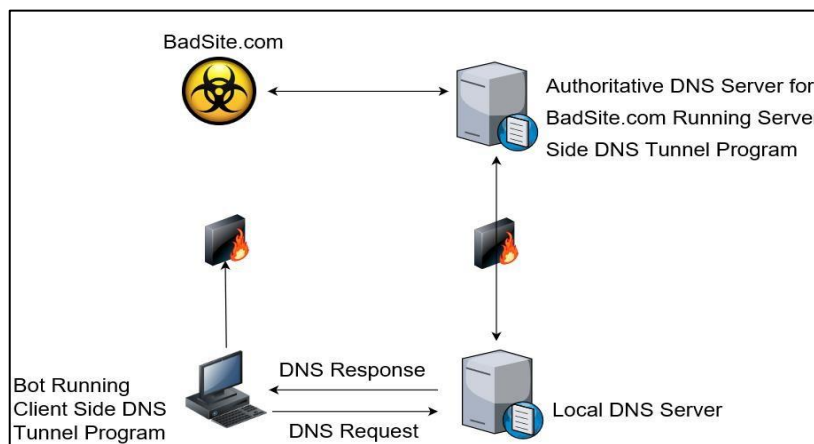 BadSite.com
Authoritative DNS Server for
BadSite.com Running Server
Side DNS Tunnel Program
DNS Response
Bot Running
Client Side DNS
Tunnel Program
DNS Request
Local DNS Server